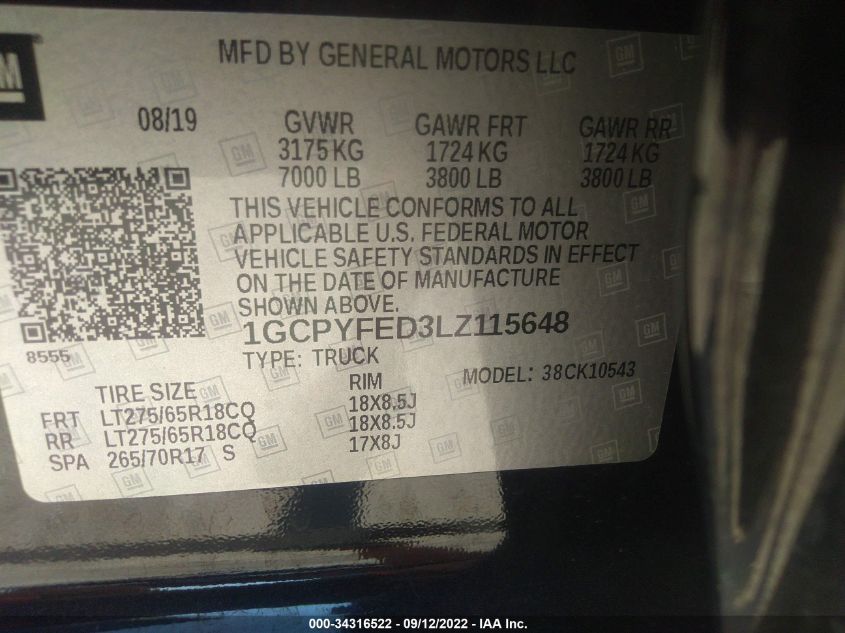 GM
MFD BY GENERAL MOTORS LLC
08/19 GVWR GAWR FRT GAWR RR
3175 KG 1724 KG 1724 KG
7000 LB 3800 LB 3800 LB
THIS VEHICLE CONFORMS TO ALL
APPLICABLE U.S. FEDERAL MOTOR
VEHICLE SAFETY STANDARDS IN EFFECT
ON THE DATE OF MANUFACTURE
SHOWN ABOVE.
1GCPYFED3LZ115648
8555
TYPE: TRUCK
MODEL: 38CK10543
TIRE SIZE RIM
FRT LT275/65R18CQ 18X8.5J
RR LT275/65R18CQ 18X8.5J
SPA 265/70R17 S 17X8J
000-34316522 - 09/12/2022 - IAA Inc.